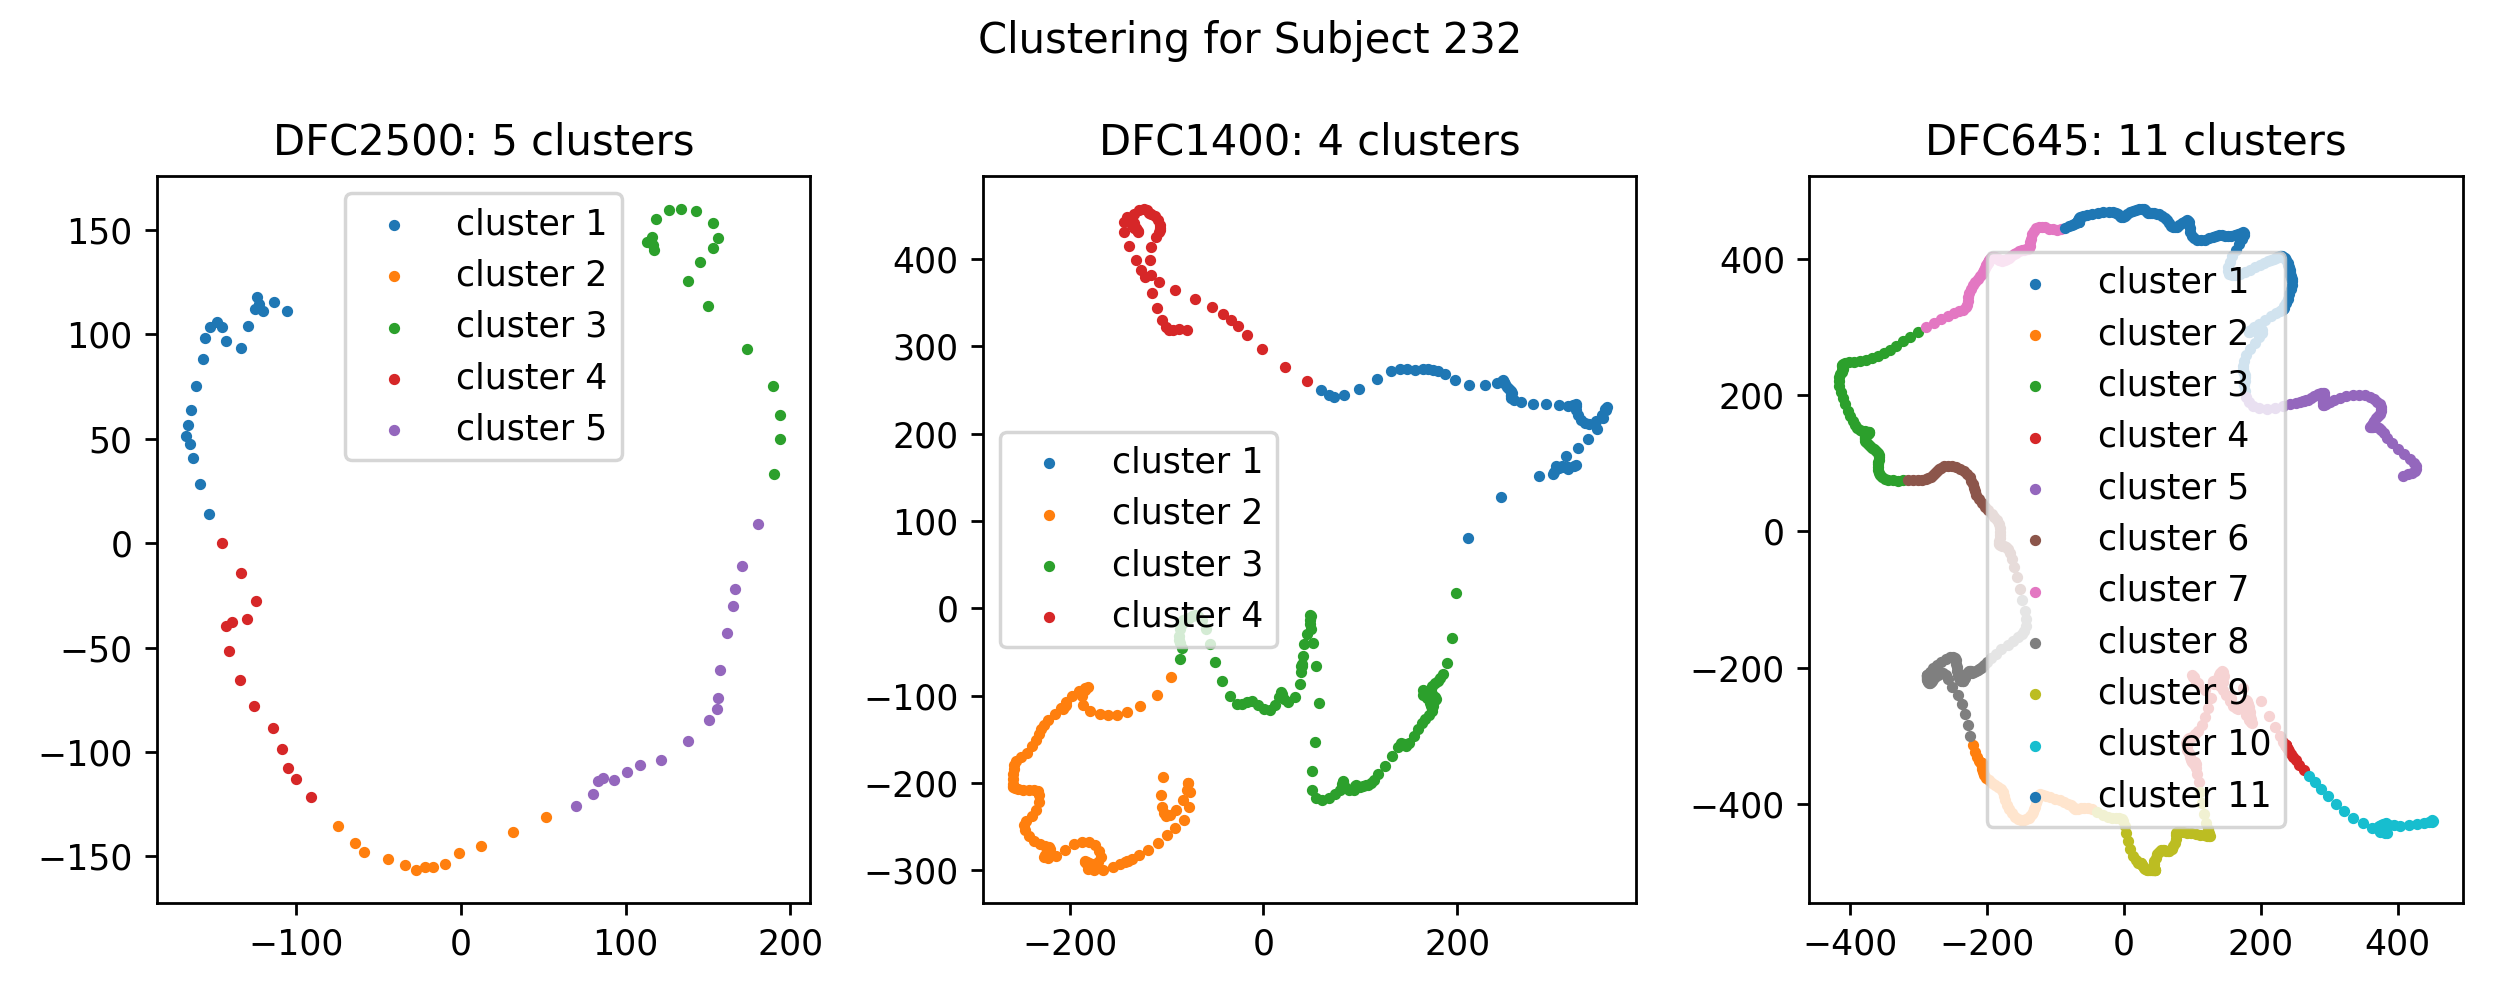 Clustering for Subject 232
DFC2500: 5 clusters
150
100
50
0
−50
−100
−150
−100
0
100
200
cluster 1
cluster 2
cluster 3
cluster 4
cluster 5
DFC1400: 4 clusters
400
300
200
100
0
−100
−200
−300
−200
0
200
cluster 1
cluster 2
cluster 3
cluster 4
DFC645: 11 clusters
400
200
0
−200
−400
−400
−200
0
200
400
cluster 1
cluster 2
cluster 3
cluster 4
cluster 5
cluster 6
cluster 7
cluster 8
cluster 9
cluster 10
cluster 11